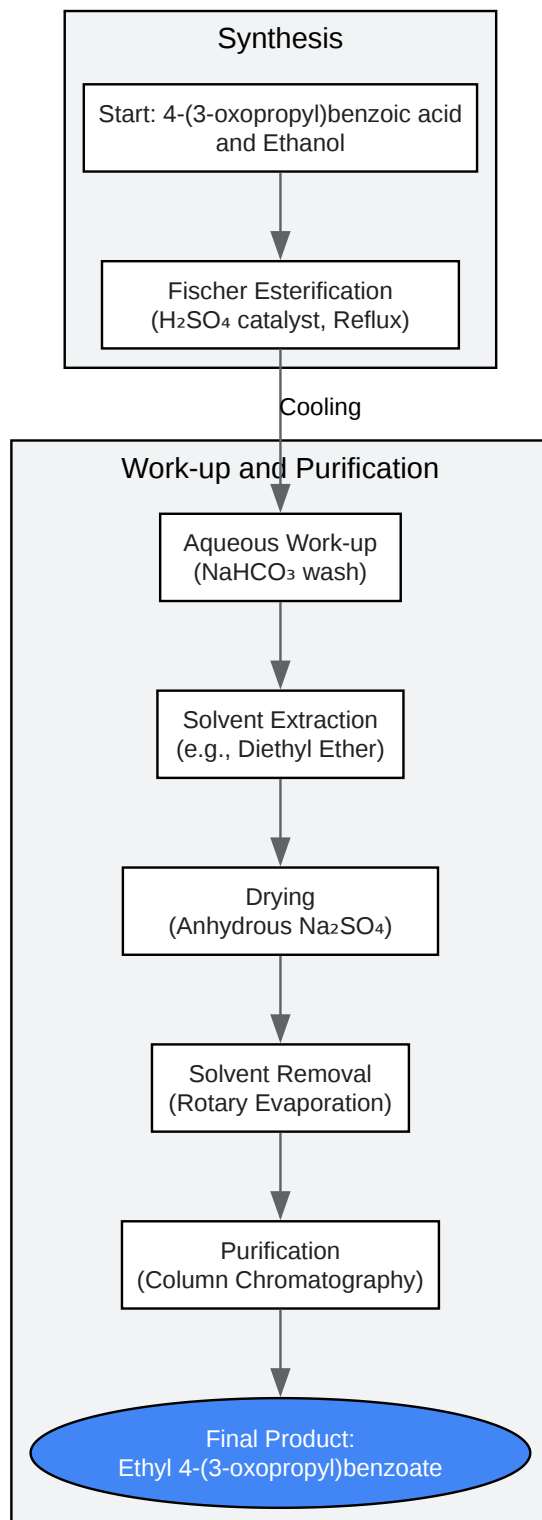 Synthesis
Start: 4-(3-oxopropyl)benzoic acid
and Ethanol
Fischer Esterification
(H₂SO₄ catalyst, Reflux)
Cooling
Work-up and Purification
Aqueous Work-up
(NaHCO₃ wash)
Solvent Extraction
(e.g., Diethyl Ether)
Drying
(Anhydrous Na₂SO₄)
Solvent Removal
(Rotary Evaporation)
Purification
(Column Chromatography)
Final Product:
Ethyl 4-(3-oxopropyl)benzoate